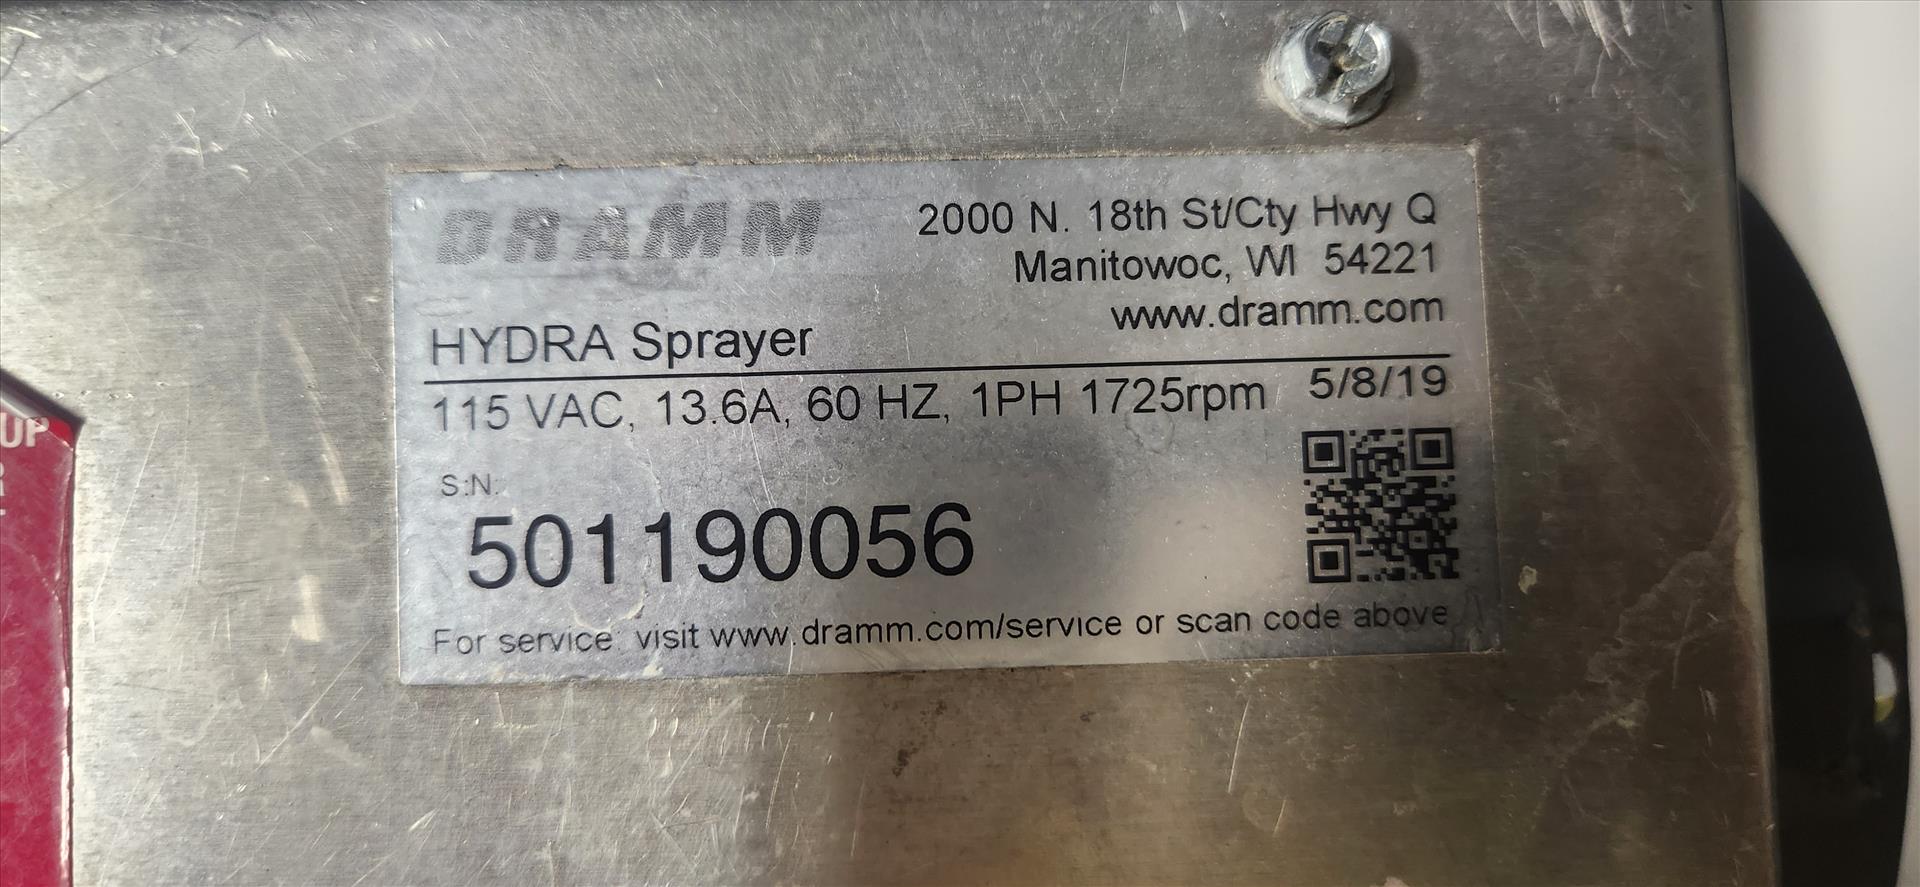 DRAMM
2000 N. 18th St/Cty Hwy Q
Manitowoc, WI 54221
www.dramm.com
HYDRA Sprayer
115 VAC, 13.6A, 60 HZ, 1PH 1725rpm 5/8/19
S:N:
501190056
For service: visit www.dramm.com/service or scan code above
UP